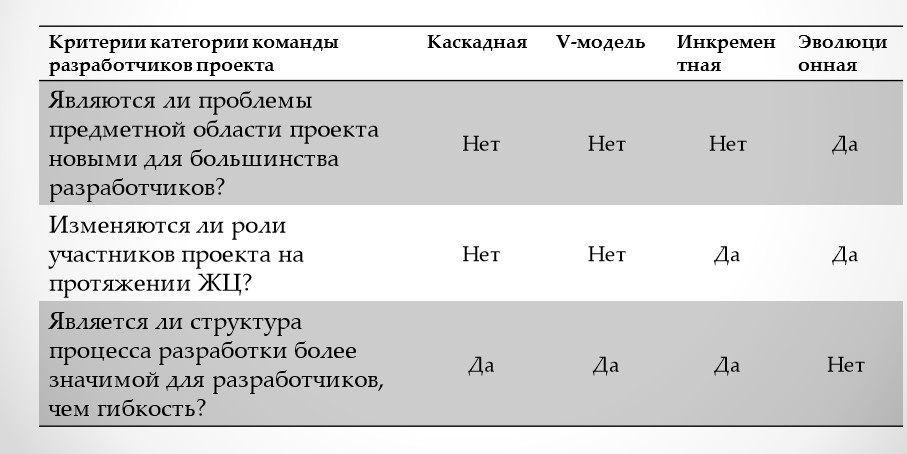 Критерии категории команды разработчиков проекта Каскадная V-модель Инкремен тная Эволюци онная
Являются ли проблемы
предметной области проекта
новыми для большинства
разработчиков?
Нет Нет Нет Да
Изменяются ли роли
участников проекта на
протяжении ЖЦ?
Нет Нет Да Да
Является ли структура
процесса разработки более
значимой для разработчиков,
чем гибкость?
Да Да Да Нет